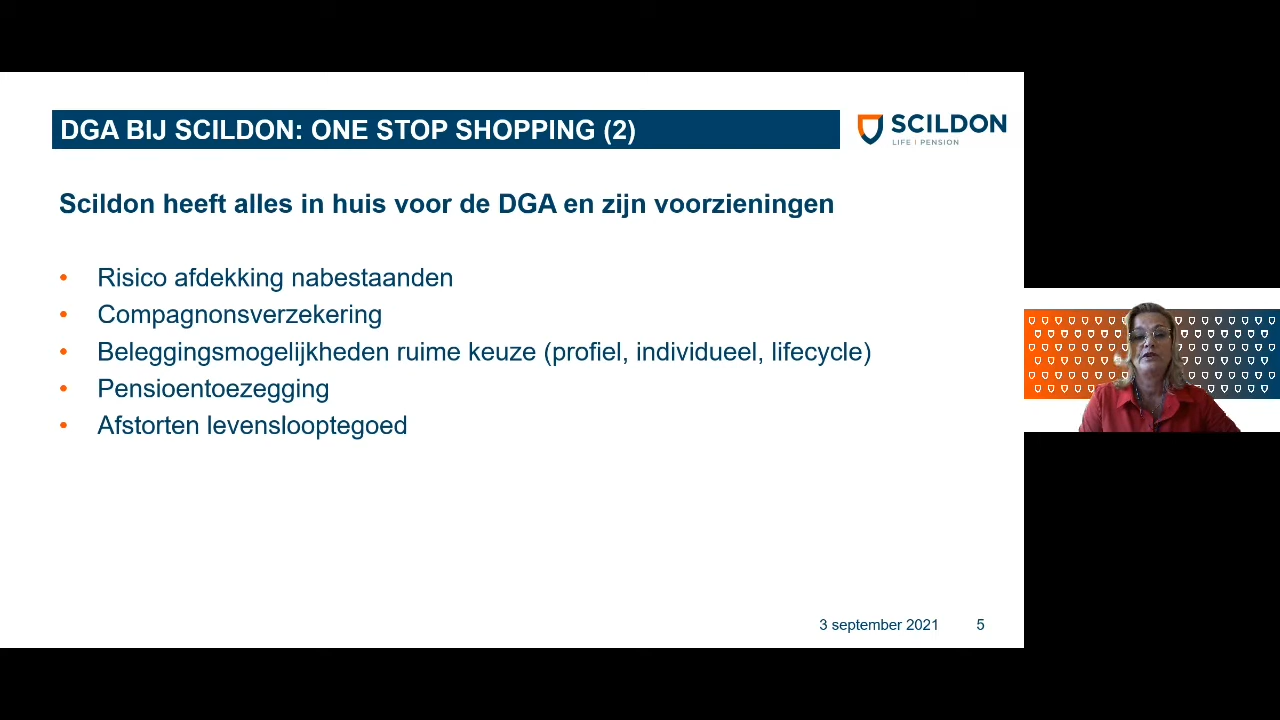 DGA BIJ SCILDON: ONE STOP SHOPPING (2)
SCILDON
LIFE | PENSION
Scildon heeft alles in huis voor de DGA en zijn voorzieningen
• Risico afdekking nabestaanden
• Compagnonsverzekering
• Beleggingsmogelijkheden ruime keuze (profiel, individueel, lifecycle)
• Pensioentoezegging
• Afstorten levenslooptegoed
3 september 2021 5